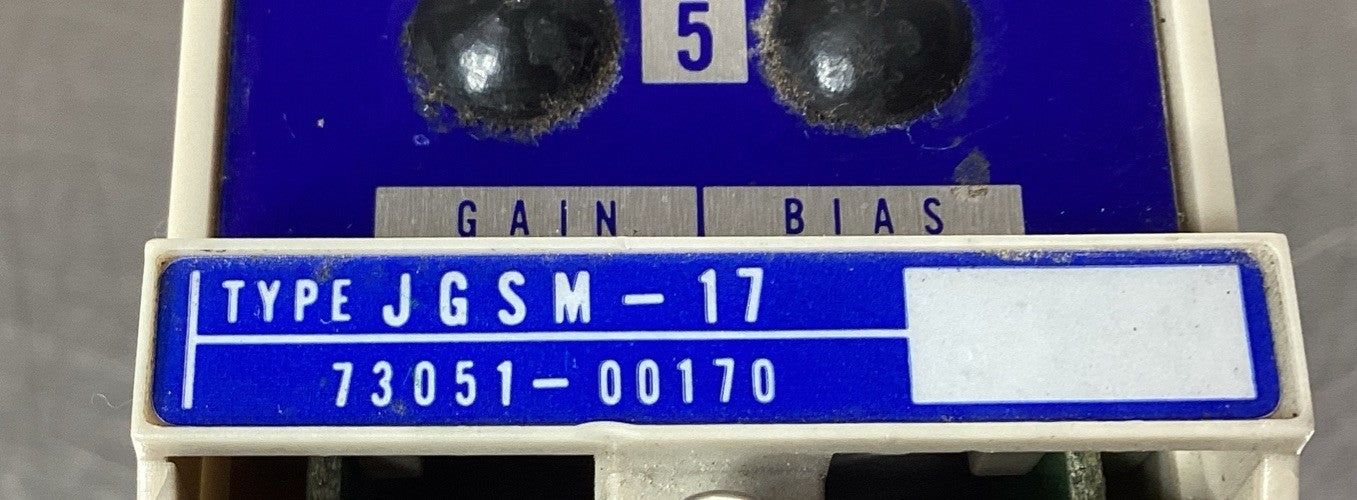 5
GAIN BIAS
TYPE JGSM-17
73051-00170